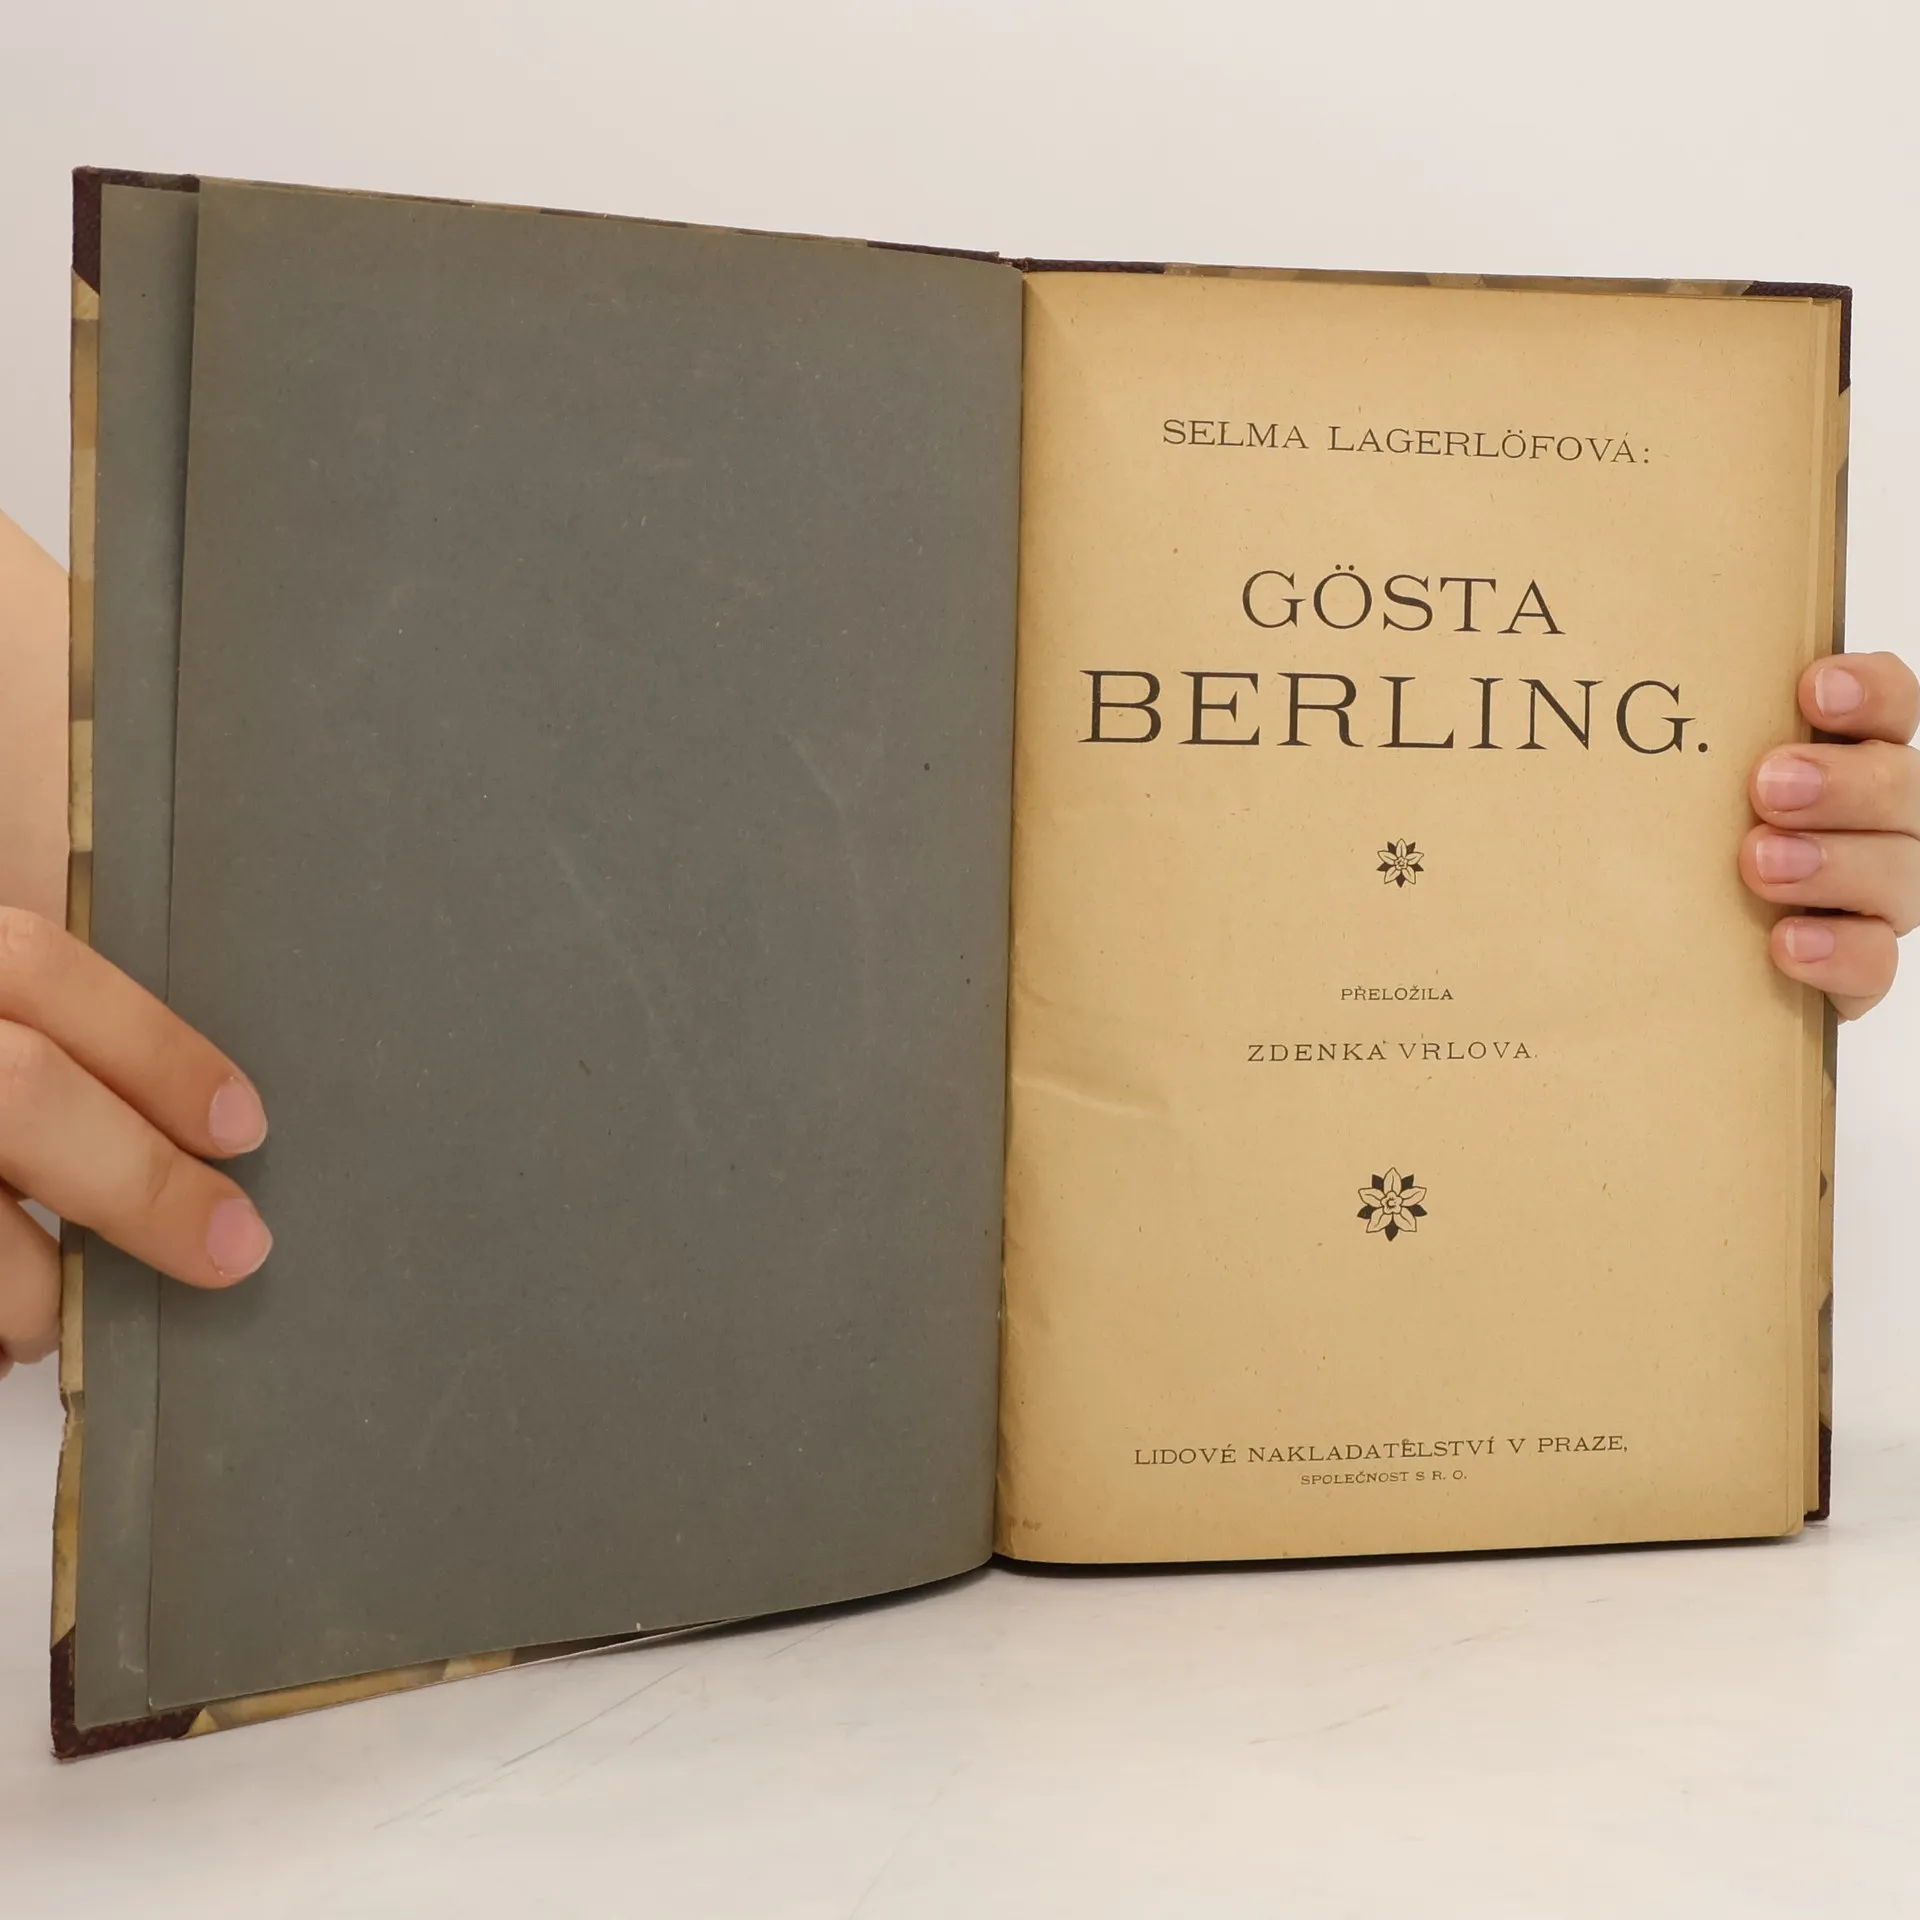 SELMA LAGERLÖFOVÁ:
GÖSTA
BERLING.
PŘELOŽILA
ZDENKA VRLOVA.
LIDOVÉ NAKLADATELSTVÍ V PRAZE,
SPOLEČNOST S R. O.